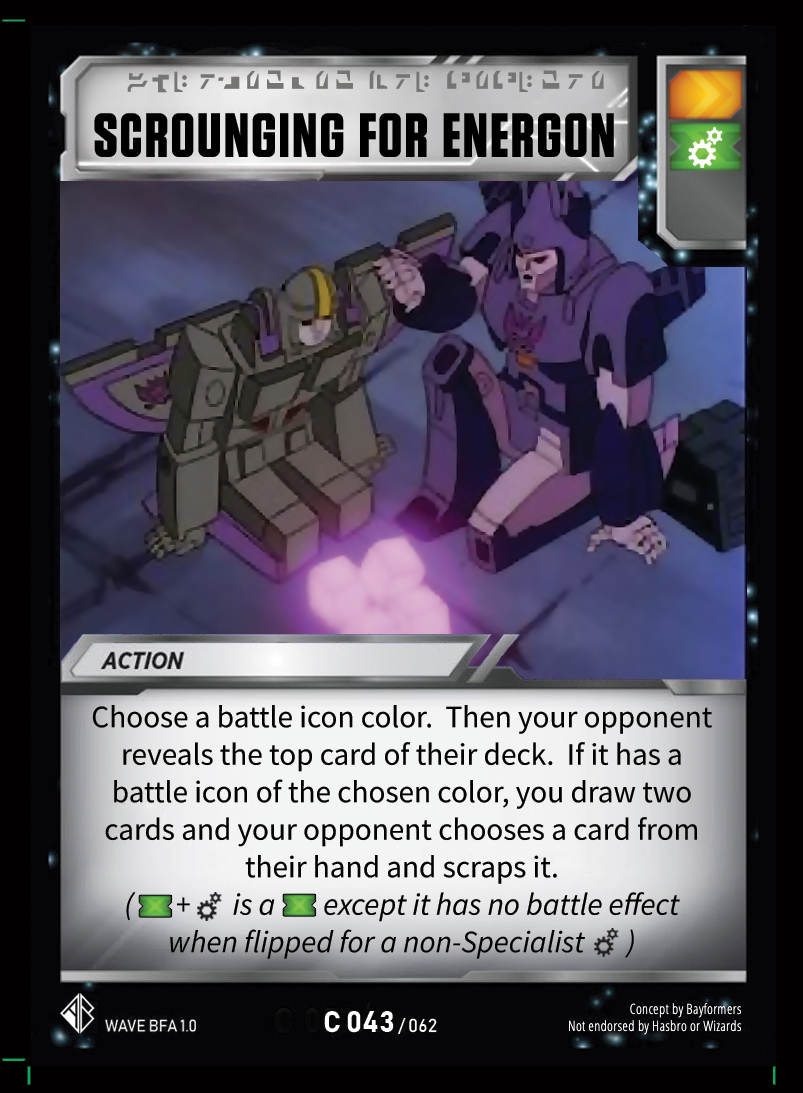 SCROUNGING FOR ENERGON
ACTION
Choose a battle icon color. Then your opponent
reveals the top card of their deck. If it has a
battle icon of the chosen color, you draw two
cards and your opponent chooses a card from
their hand and scraps it.
( + is a except it has no battle effect
when flipped for a non-Specialist )
WAVE BFA 1.0
C 043/062
Concept by Bayformers
Not endorsed by Hasbro or Wizards